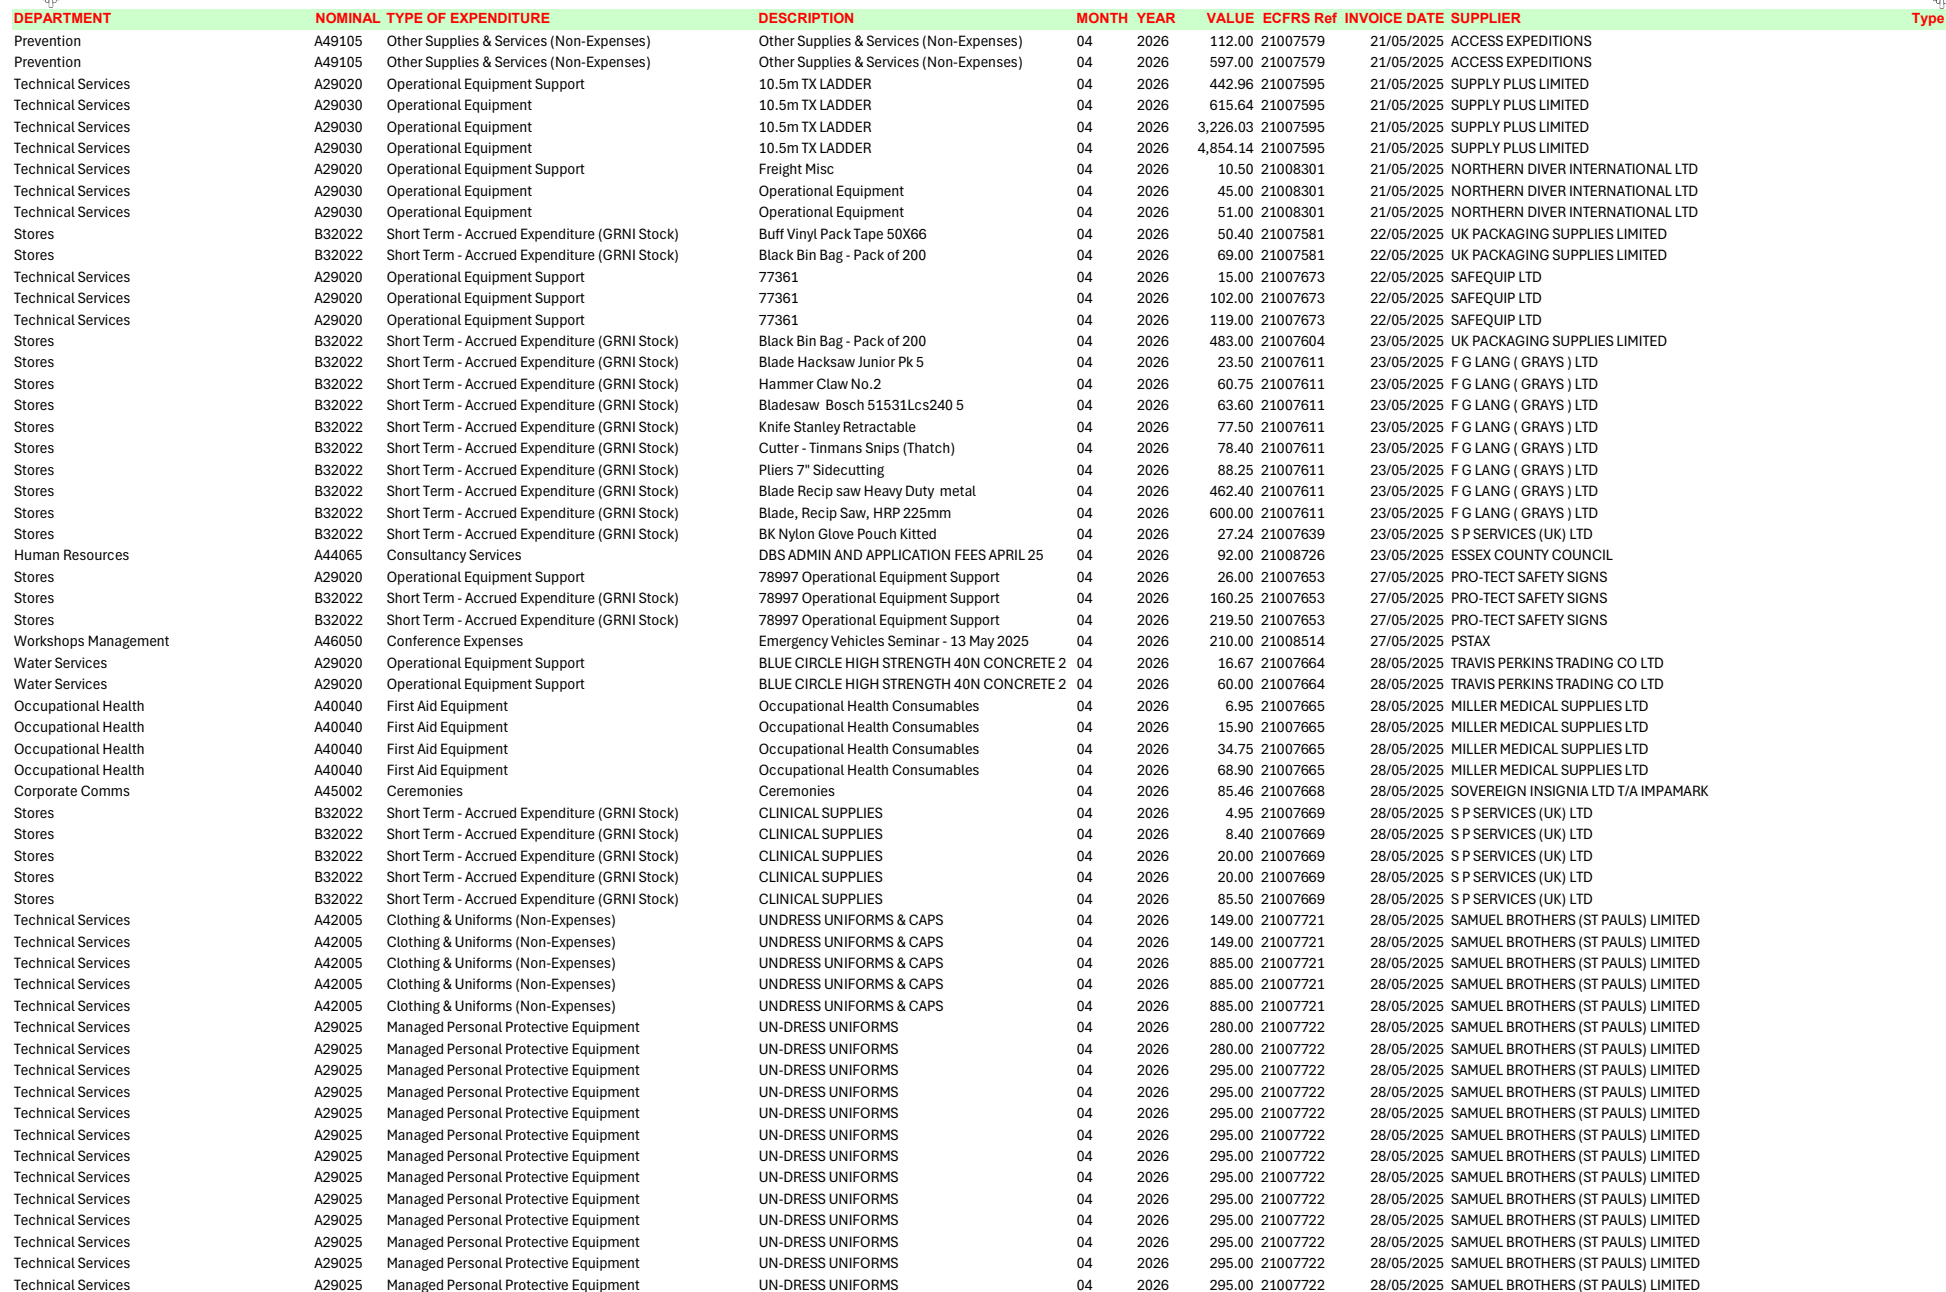 DEPARTMENT NOMINAL TYPE OF EXPENDITURE DESCRIPTION MONTH YEAR VALUE ECFRS Ref INVOICE DATE SUPPLIER Type
Prevention A49105 Other Supplies & Services (Non-Expenses) Other Supplies & Services (Non-Expenses) 04 2026 112.00 21007579 21/05/2025 ACCESS EXPEDITIONS
Prevention A49105 Other Supplies & Services (Non-Expenses) Other Supplies & Services (Non-Expenses) 04 2026 597.00 21007579 21/05/2025 ACCESS EXPEDITIONS
Technical Services A29020 Operational Equipment Support 10.5m TX LADDER 04 2026 442.96 21007595 21/05/2025 SUPPLY PLUS LIMITED
Technical Services A29030 Operational Equipment 10.5m TX LADDER 04 2026 615.64 21007595 21/05/2025 SUPPLY PLUS LIMITED
Technical Services A29030 Operational Equipment 10.5m TX LADDER 04 2026 3,226.03 21007595 21/05/2025 SUPPLY PLUS LIMITED
Technical Services A29030 Operational Equipment 10.5m TX LADDER 04 2026 4,854.14 21007595 21/05/2025 SUPPLY PLUS LIMITED
Technical Services A29020 Operational Equipment Support Freight Misc 04 2026 10.50 21008301 21/05/2025 NORTHERN DIVER INTERNATIONAL LTD
Technical Services A29030 Operational Equipment Operational Equipment 04 2026 45.00 21008301 21/05/2025 NORTHERN DIVER INTERNATIONAL LTD
Technical Services A29030 Operational Equipment Operational Equipment 04 2026 51.00 21008301 21/05/2025 NORTHERN DIVER INTERNATIONAL LTD
Stores B32022 Short Term - Accrued Expenditure (GRNI Stock) Buff Vinyl Pack Tape 50X66 04 2026 50.40 21007581 22/05/2025 UK PACKAGING SUPPLIES LIMITED
Stores B32022 Short Term - Accrued Expenditure (GRNI Stock) Black Bin Bag - Pack of 200 04 2026 69.00 21007581 22/05/2025 UK PACKAGING SUPPLIES LIMITED
Technical Services A29020 Operational Equipment Support 77361 04 2026 15.00 21007673 22/05/2025 SAFEQUIP LTD
Technical Services A29020 Operational Equipment Support 77361 04 2026 102.00 21007673 22/05/2025 SAFEQUIP LTD
Technical Services A29020 Operational Equipment Support 77361 04 2026 119.00 21007673 22/05/2025 SAFEQUIP LTD
Stores B32022 Short Term - Accrued Expenditure (GRNI Stock) Black Bin Bag - Pack of 200 04 2026 483.00 21007604 23/05/2025 UK PACKAGING SUPPLIES LIMITED
Stores B32022 Short Term - Accrued Expenditure (GRNI Stock) Blade Hacksaw Junior Pk 5 04 2026 23.50 21007611 23/05/2025 F G LANG ( GRAYS ) LTD
Stores B32022 Short Term - Accrued Expenditure (GRNI Stock) Hammer Claw No.2 04 2026 60.75 21007611 23/05/2025 F G LANG ( GRAYS ) LTD
Stores B32022 Short Term - Accrued Expenditure (GRNI Stock) Bladesaw Bosch 51531Lcs240 5 04 2026 63.60 21007611 23/05/2025 F G LANG ( GRAYS ) LTD
Stores B32022 Short Term - Accrued Expenditure (GRNI Stock) Knife Stanley Retractable 04 2026 77.50 21007611 23/05/2025 F G LANG ( GRAYS ) LTD
Stores B32022 Short Term - Accrued Expenditure (GRNI Stock) Cutter - Tinmans Snips (Thatch) 04 2026 78.40 21007611 23/05/2025 F G LANG ( GRAYS ) LTD
Stores B32022 Short Term - Accrued Expenditure (GRNI Stock) Pliers 7" Sidecutting 04 2026 88.25 21007611 23/05/2025 F G LANG ( GRAYS ) LTD
Stores B32022 Short Term - Accrued Expenditure (GRNI Stock) Blade Recip saw Heavy Duty metal 04 2026 462.40 21007611 23/05/2025 F G LANG ( GRAYS ) LTD
Stores B32022 Short Term - Accrued Expenditure (GRNI Stock) Blade, Recip Saw, HRP 225mm 04 2026 600.00 21007611 23/05/2025 F G LANG ( GRAYS ) LTD
Stores B32022 Short Term - Accrued Expenditure (GRNI Stock) BK Nylon Glove Pouch Kitted 04 2026 27.24 21007639 23/05/2025 S P SERVICES (UK) LTD
Human Resources A44065 Consultancy Services DBS ADMIN AND APPLICATION FEES APRIL 25 04 2026 92.00 21008726 23/05/2025 ESSEX COUNTY COUNCIL
Stores A29020 Operational Equipment Support 78997 Operational Equipment Support 04 2026 26.00 21007653 27/05/2025 PRO-TECT SAFETY SIGNS
Stores B32022 Short Term - Accrued Expenditure (GRNI Stock) 78997 Operational Equipment Support 04 2026 160.25 21007653 27/05/2025 PRO-TECT SAFETY SIGNS
Stores B32022 Short Term - Accrued Expenditure (GRNI Stock) 78997 Operational Equipment Support 04 2026 219.50 21007653 27/05/2025 PRO-TECT SAFETY SIGNS
Workshops Management A46050 Conference Expenses Emergency Vehicles Seminar - 13 May 2025 04 2026 210.00 21008514 27/05/2025 PSTAX
Water Services A29020 Operational Equipment Support BLUE CIRCLE HIGH STRENGTH 40N CONCRETE 2 04 2026 16.67 21007664 28/05/2025 TRAVIS PERKINS TRADING CO LTD
Water Services A29020 Operational Equipment Support BLUE CIRCLE HIGH STRENGTH 40N CONCRETE 2 04 2026 60.00 21007664 28/05/2025 TRAVIS PERKINS TRADING CO LTD
Occupational Health A40040 First Aid Equipment Occupational Health Consumables 04 2026 6.95 21007665 28/05/2025 MILLER MEDICAL SUPPLIES LTD
Occupational Health A40040 First Aid Equipment Occupational Health Consumables 04 2026 15.90 21007665 28/05/2025 MILLER MEDICAL SUPPLIES LTD
Occupational Health A40040 First Aid Equipment Occupational Health Consumables 04 2026 34.75 21007665 28/05/2025 MILLER MEDICAL SUPPLIES LTD
Occupational Health A40040 First Aid Equipment Occupational Health Consumables 04 2026 68.90 21007665 28/05/2025 MILLER MEDICAL SUPPLIES LTD
Corporate Comms A45002 Ceremonies Ceremonies 04 2026 85.46 21007668 28/05/2025 SOVEREIGN INSIGNIA LTD T/A IMPAMARK
Stores B32022 Short Term - Accrued Expenditure (GRNI Stock) CLINICAL SUPPLIES 04 2026 4.95 21007669 28/05/2025 S P SERVICES (UK) LTD
Stores B32022 Short Term - Accrued Expenditure (GRNI Stock) CLINICAL SUPPLIES 04 2026 8.40 21007669 28/05/2025 S P SERVICES (UK) LTD
Stores B32022 Short Term - Accrued Expenditure (GRNI Stock) CLINICAL SUPPLIES 04 2026 20.00 21007669 28/05/2025 S P SERVICES (UK) LTD
Stores B32022 Short Term - Accrued Expenditure (GRNI Stock) CLINICAL SUPPLIES 04 2026 20.00 21007669 28/05/2025 S P SERVICES (UK) LTD
Stores B32022 Short Term - Accrued Expenditure (GRNI Stock) CLINICAL SUPPLIES 04 2026 85.50 21007669 28/05/2025 S P SERVICES (UK) LTD
Technical Services A42005 Clothing & Uniforms (Non-Expenses) UNDRESS UNIFORMS & CAPS 04 2026 149.00 21007721 28/05/2025 SAMUEL BROTHERS (ST PAULS) LIMITED
Technical Services A42005 Clothing & Uniforms (Non-Expenses) UNDRESS UNIFORMS & CAPS 04 2026 149.00 21007721 28/05/2025 SAMUEL BROTHERS (ST PAULS) LIMITED
Technical Services A42005 Clothing & Uniforms (Non-Expenses) UNDRESS UNIFORMS & CAPS 04 2026 885.00 21007721 28/05/2025 SAMUEL BROTHERS (ST PAULS) LIMITED
Technical Services A42005 Clothing & Uniforms (Non-Expenses) UNDRESS UNIFORMS & CAPS 04 2026 885.00 21007721 28/05/2025 SAMUEL BROTHERS (ST PAULS) LIMITED
Technical Services A42005 Clothing & Uniforms (Non-Expenses) UNDRESS UNIFORMS & CAPS 04 2026 885.00 21007721 28/05/2025 SAMUEL BROTHERS (ST PAULS) LIMITED
Technical Services A29025 Managed Personal Protective Equipment UN-DRESS UNIFORMS 04 2026 280.00 21007722 28/05/2025 SAMUEL BROTHERS (ST PAULS) LIMITED
Technical Services A29025 Managed Personal Protective Equipment UN-DRESS UNIFORMS 04 2026 280.00 21007722 28/05/2025 SAMUEL BROTHERS (ST PAULS) LIMITED
Technical Services A29025 Managed Personal Protective Equipment UN-DRESS UNIFORMS 04 2026 295.00 21007722 28/05/2025 SAMUEL BROTHERS (ST PAULS) LIMITED
Technical Services A29025 Managed Personal Protective Equipment UN-DRESS UNIFORMS 04 2026 295.00 21007722 28/05/2025 SAMUEL BROTHERS (ST PAULS) LIMITED
Technical Services A29025 Managed Personal Protective Equipment UN-DRESS UNIFORMS 04 2026 295.00 21007722 28/05/2025 SAMUEL BROTHERS (ST PAULS) LIMITED
Technical Services A29025 Managed Personal Protective Equipment UN-DRESS UNIFORMS 04 2026 295.00 21007722 28/05/2025 SAMUEL BROTHERS (ST PAULS) LIMITED
Technical Services A29025 Managed Personal Protective Equipment UN-DRESS UNIFORMS 04 2026 295.00 21007722 28/05/2025 SAMUEL BROTHERS (ST PAULS) LIMITED
Technical Services A29025 Managed Personal Protective Equipment UN-DRESS UNIFORMS 04 2026 295.00 21007722 28/05/2025 SAMUEL BROTHERS (ST PAULS) LIMITED
Technical Services A29025 Managed Personal Protective Equipment UN-DRESS UNIFORMS 04 2026 295.00 21007722 28/05/2025 SAMUEL BROTHERS (ST PAULS) LIMITED
Technical Services A29025 Managed Personal Protective Equipment UN-DRESS UNIFORMS 04 2026 295.00 21007722 28/05/2025 SAMUEL BROTHERS (ST PAULS) LIMITED
Technical Services A29025 Managed Personal Protective Equipment UN-DRESS UNIFORMS 04 2026 295.00 21007722 28/05/2025 SAMUEL BROTHERS (ST PAULS) LIMITED
Technical Services A29025 Managed Personal Protective Equipment UN-DRESS UNIFORMS 04 2026 295.00 21007722 28/05/2025 SAMUEL BROTHERS (ST PAULS) LIMITED
Technical Services A29025 Managed Personal Protective Equipment UN-DRESS UNIFORMS 04 2026 295.00 21007722 28/05/2025 SAMUEL BROTHERS (ST PAULS) LIMITED